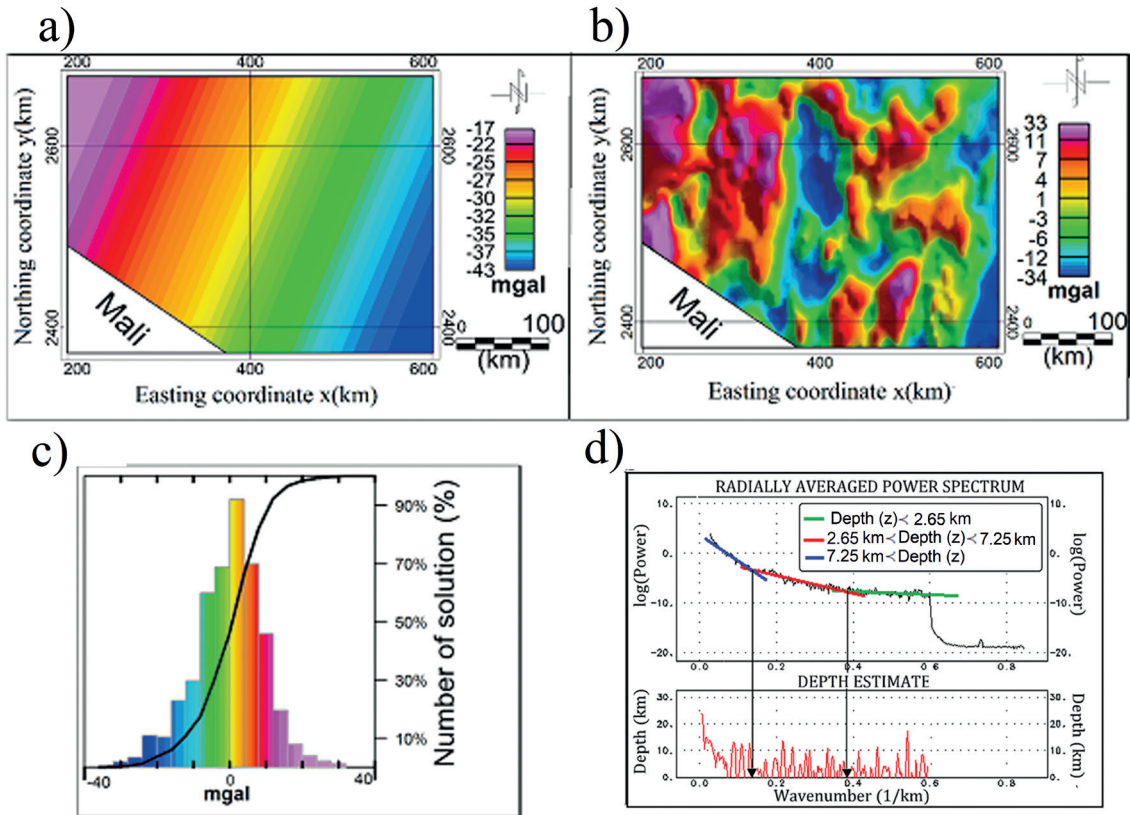 a)
200 400 600
Northing coordinate y(km)
2600
2400
2600
2400
Mali
200 400 600
Easting coordinate x(km)
-17
-22
-25
-27
-30
-32
-35
-37
-43
mgal
0 100
(km)
b)
200 400 600
Northing coordinate y(km)
2600
2400
2600
2400
Mali
200 400 600
Easting coordinate x(km)
33
11
7
4
1
-3
-6
-12
-34
mgal
0 100
(km)
c)
90%
70%
50%
30%
10%
Number of solution (%)
-40 0 40
mgal
d)
RADIALLY AVERAGED POWER SPECTRUM
10.
0.0
-10.
-20.
log(Power)
10.
0.0
-10.
-20.
log(Power)
Depth (z)≺ 2.65 km
2.65 km≺Depth (z)≺7.25 km
7.25 km≺Depth (z)
0.0 0.2 0.4 0.6 0.8
DEPTH ESTIMATE
30.
20
10
0.
Depth (km)
30.
20
10
0.
Depth (km)
0.0 0.2 0.4 0.6 0.8
Wavenumber (1/km)